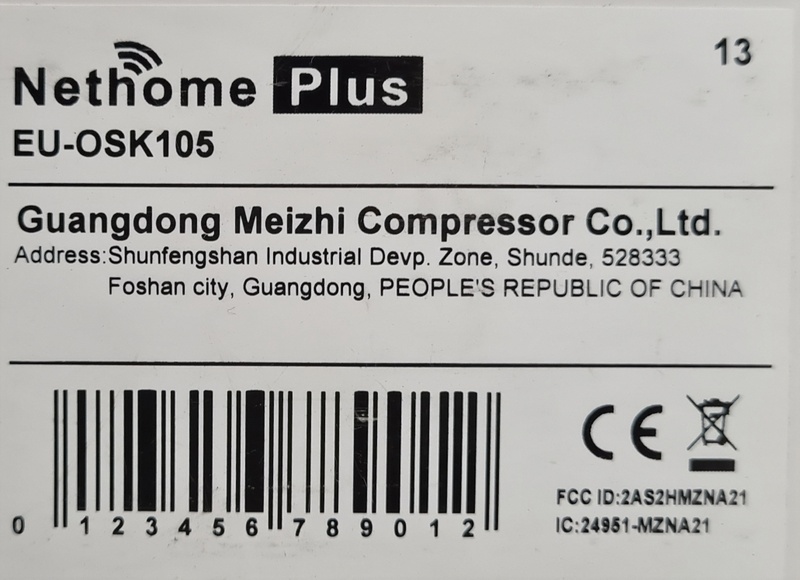 13
Nethome Plus
EU-OSK105
Guangdong Meizhi Compressor Co.,Ltd.
Address:Shunfengshan Industrial Devp. Zone, Shunde, 528333
Foshan city, Guangdong, PEOPLE'S REPUBLIC OF CHINA
CE
FCC ID:2AS2HMZNA21
IC:24951-MZNA21
0 123456 789012